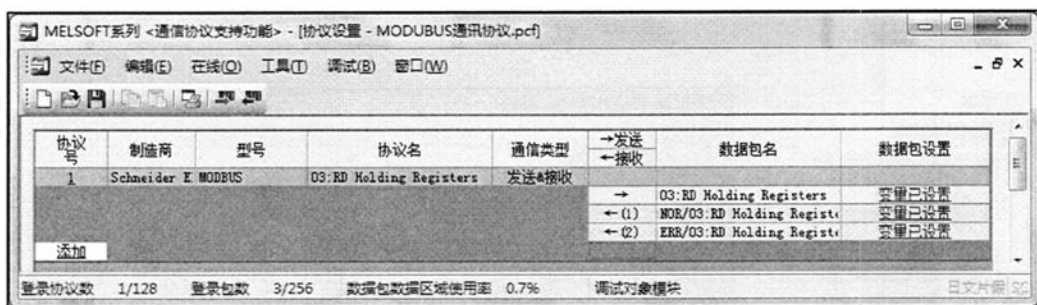 MELSOFT系列 <通信协议支持功能> - [协议设置 - MODUBUS通讯协议.pcf]
文件(F) 编辑(E) 在线(O) 工具(T) 调试(B) 窗口(W)
协议号 制造商 型号 协议名 通信类型 →发送 ←接收 数据包名 数据包设置
1 Schneider E MODBUS 03:RD Holding Registers 发送&接收
→ 03:RD Holding Registers 变量已设置
←(1) NOR/03:RD Holding Registe 变量已设置
←(2) ERR/03:RD Holding Registe 变量已设置
添加
登录协议数 1/128 登录包数 3/256 数据包数据区域使用率 0.7% 调试对象模块